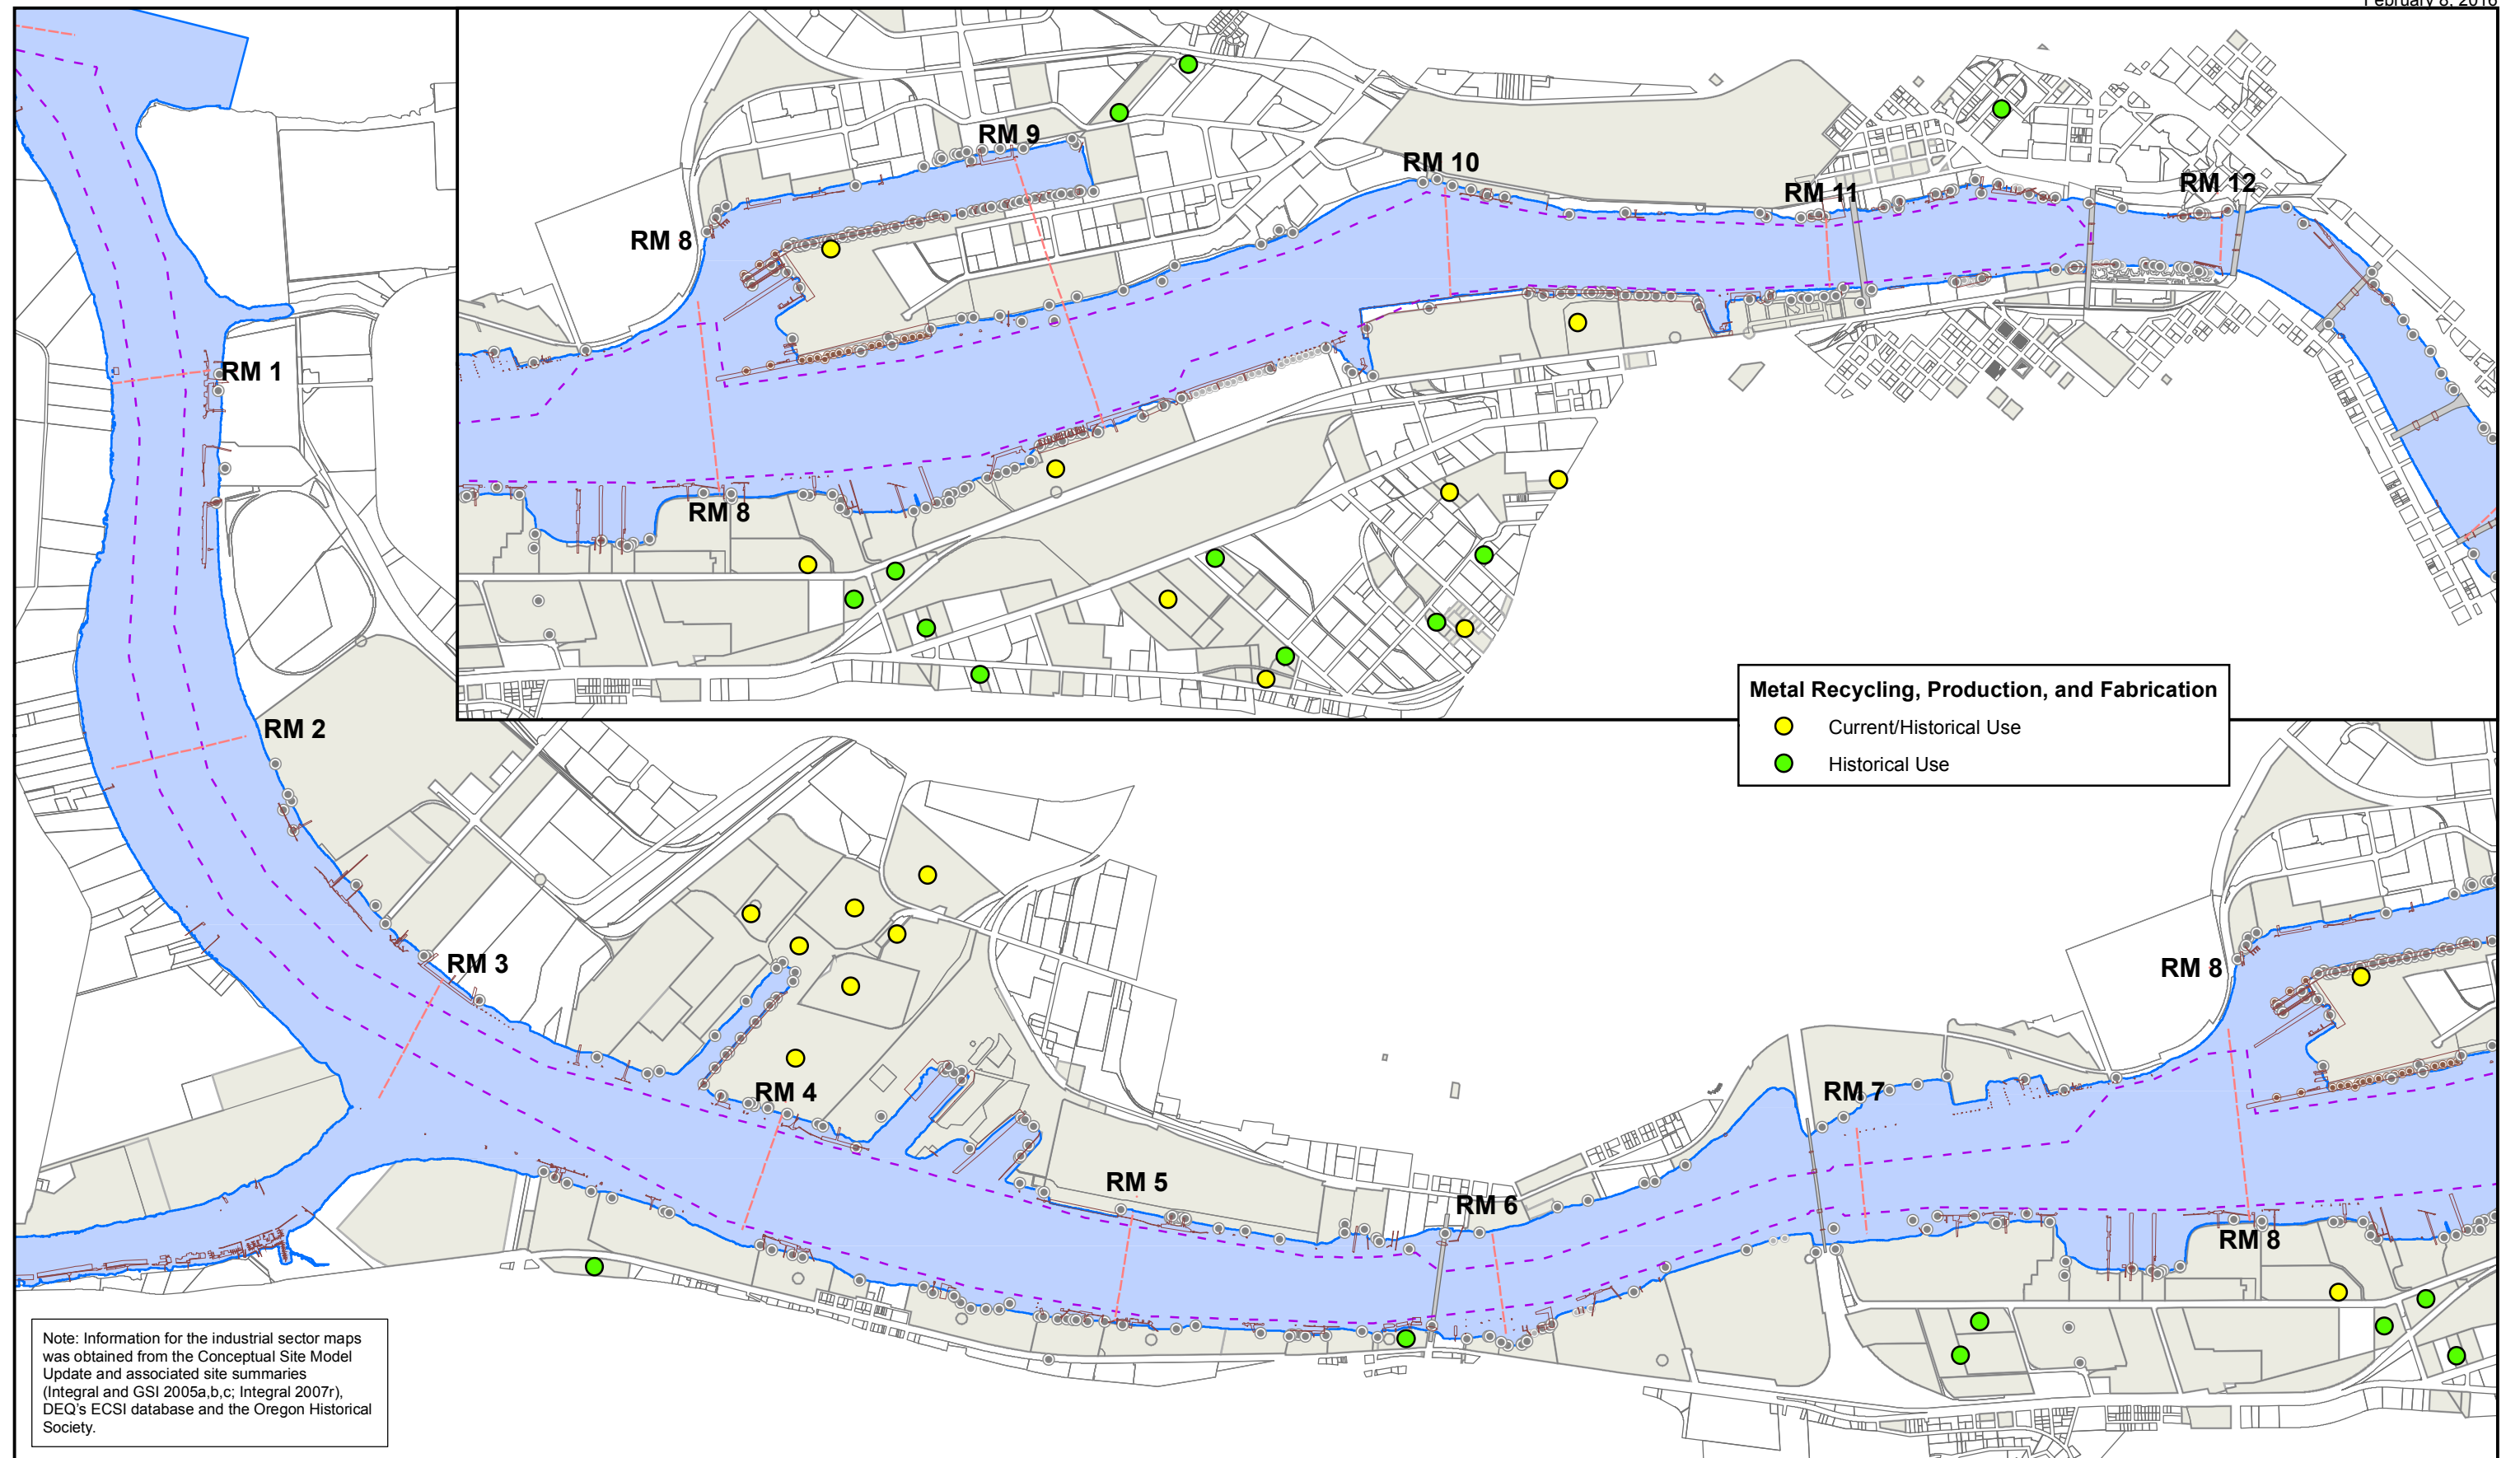 February 8, 2016
RM 9
RM 10
RM 11
RM 12
RM 8
RM 8
RM 1
RM 2
Metal Recycling, Production, and Fabrication
Current/Historical Use
Historical Use
RM 3
RM 4
RM 5
RM 6
RM 7
RM 8
RM 8
Note: Information for the industrial sector maps
was obtained from the Conceptual Site Model
Update and associated site summaries
(Integral and GSI 2005a,b,c; Integral 2007r),
DEQ's ECSI database and the Oregon Historical
Society.